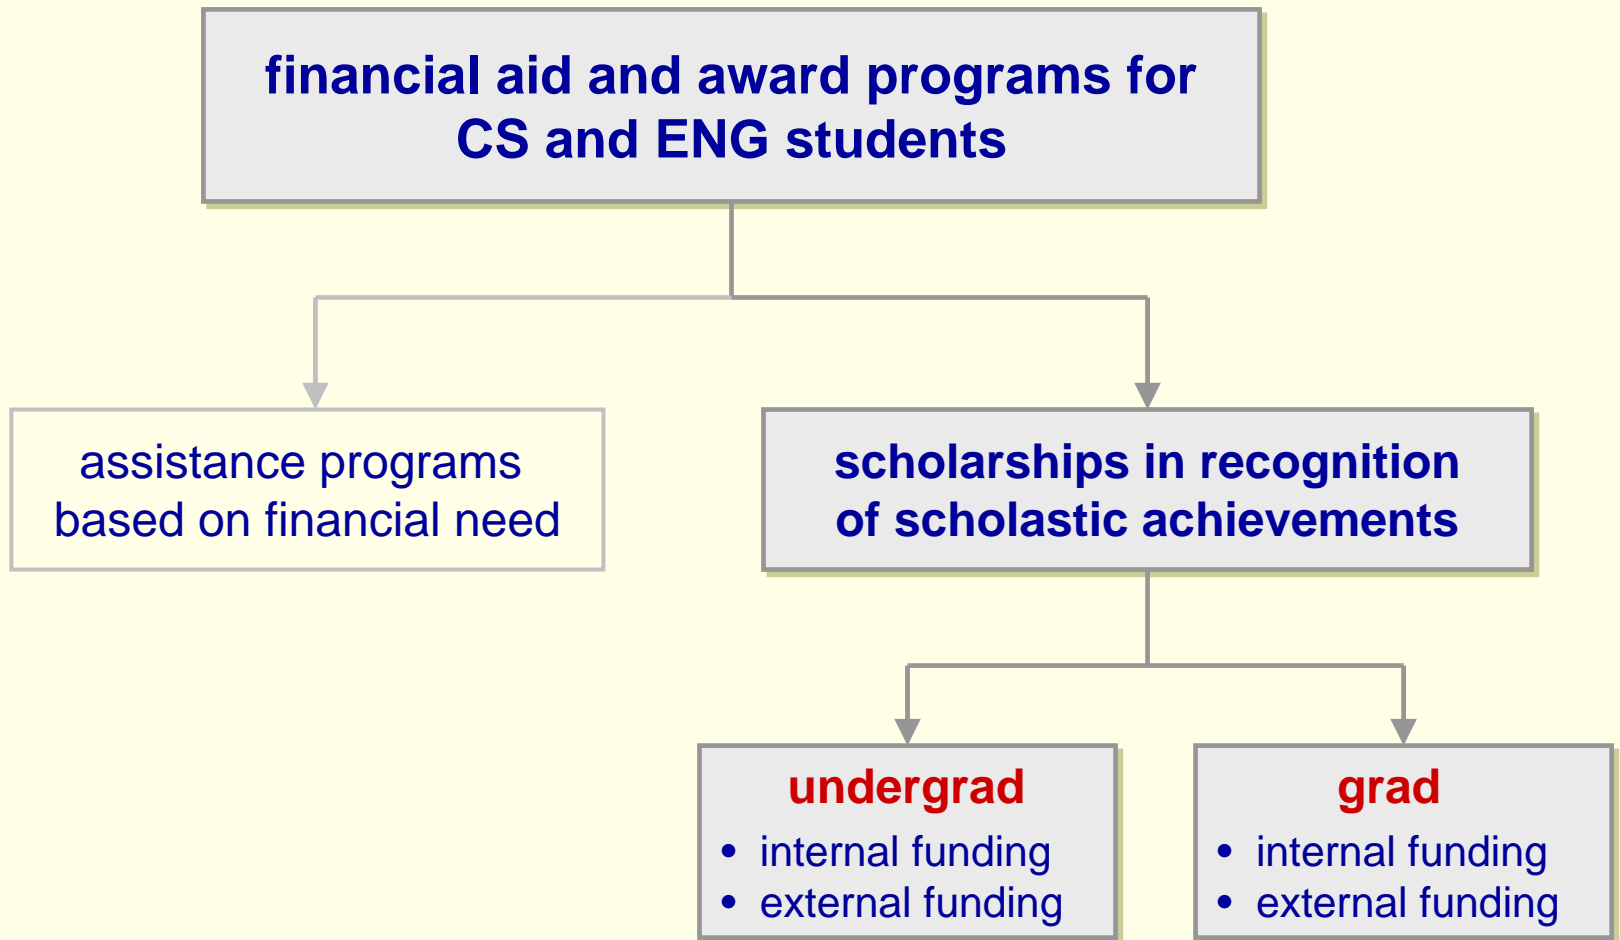 financial aid and award programs for
CS and ENG students
assistance programs
based on financial need
scholarships in recognition
of scholastic achievements
undergrad
• internal funding
• external funding
grad
• internal funding
• external funding